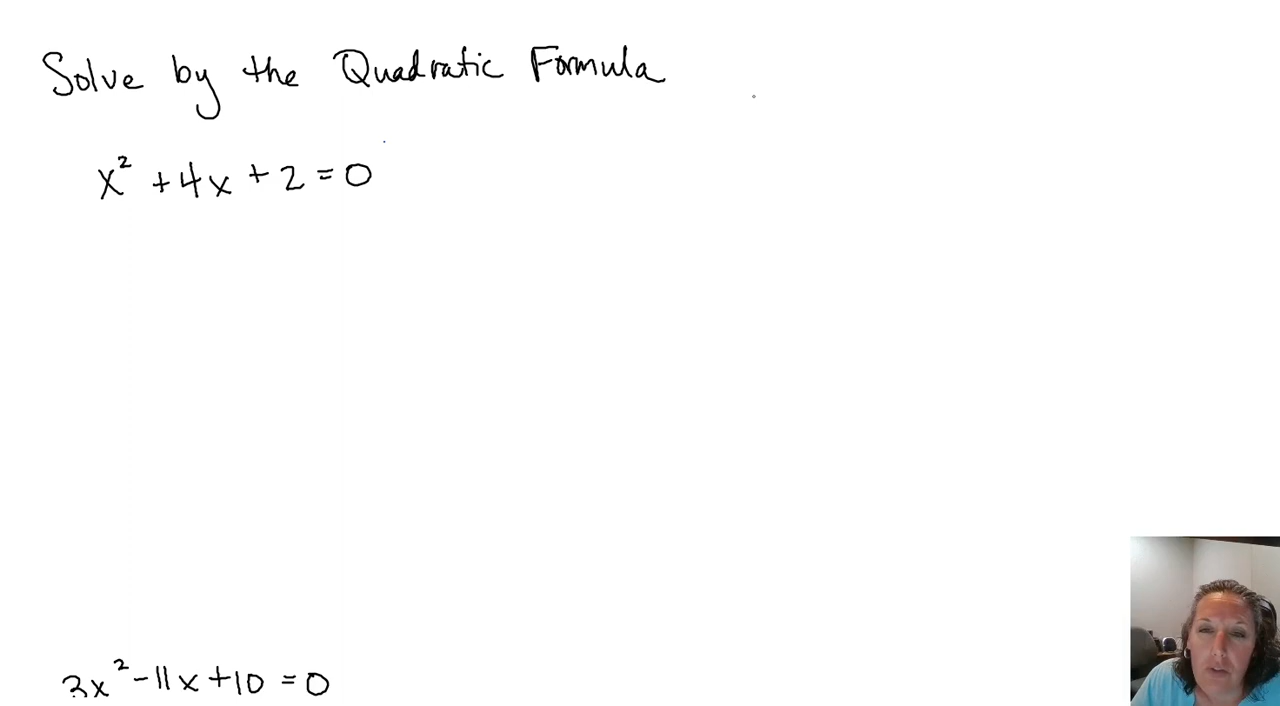 Solve by the Quadratic Formula
x² + 4x + 2 = 0
3x² - 11x + 10 = 0